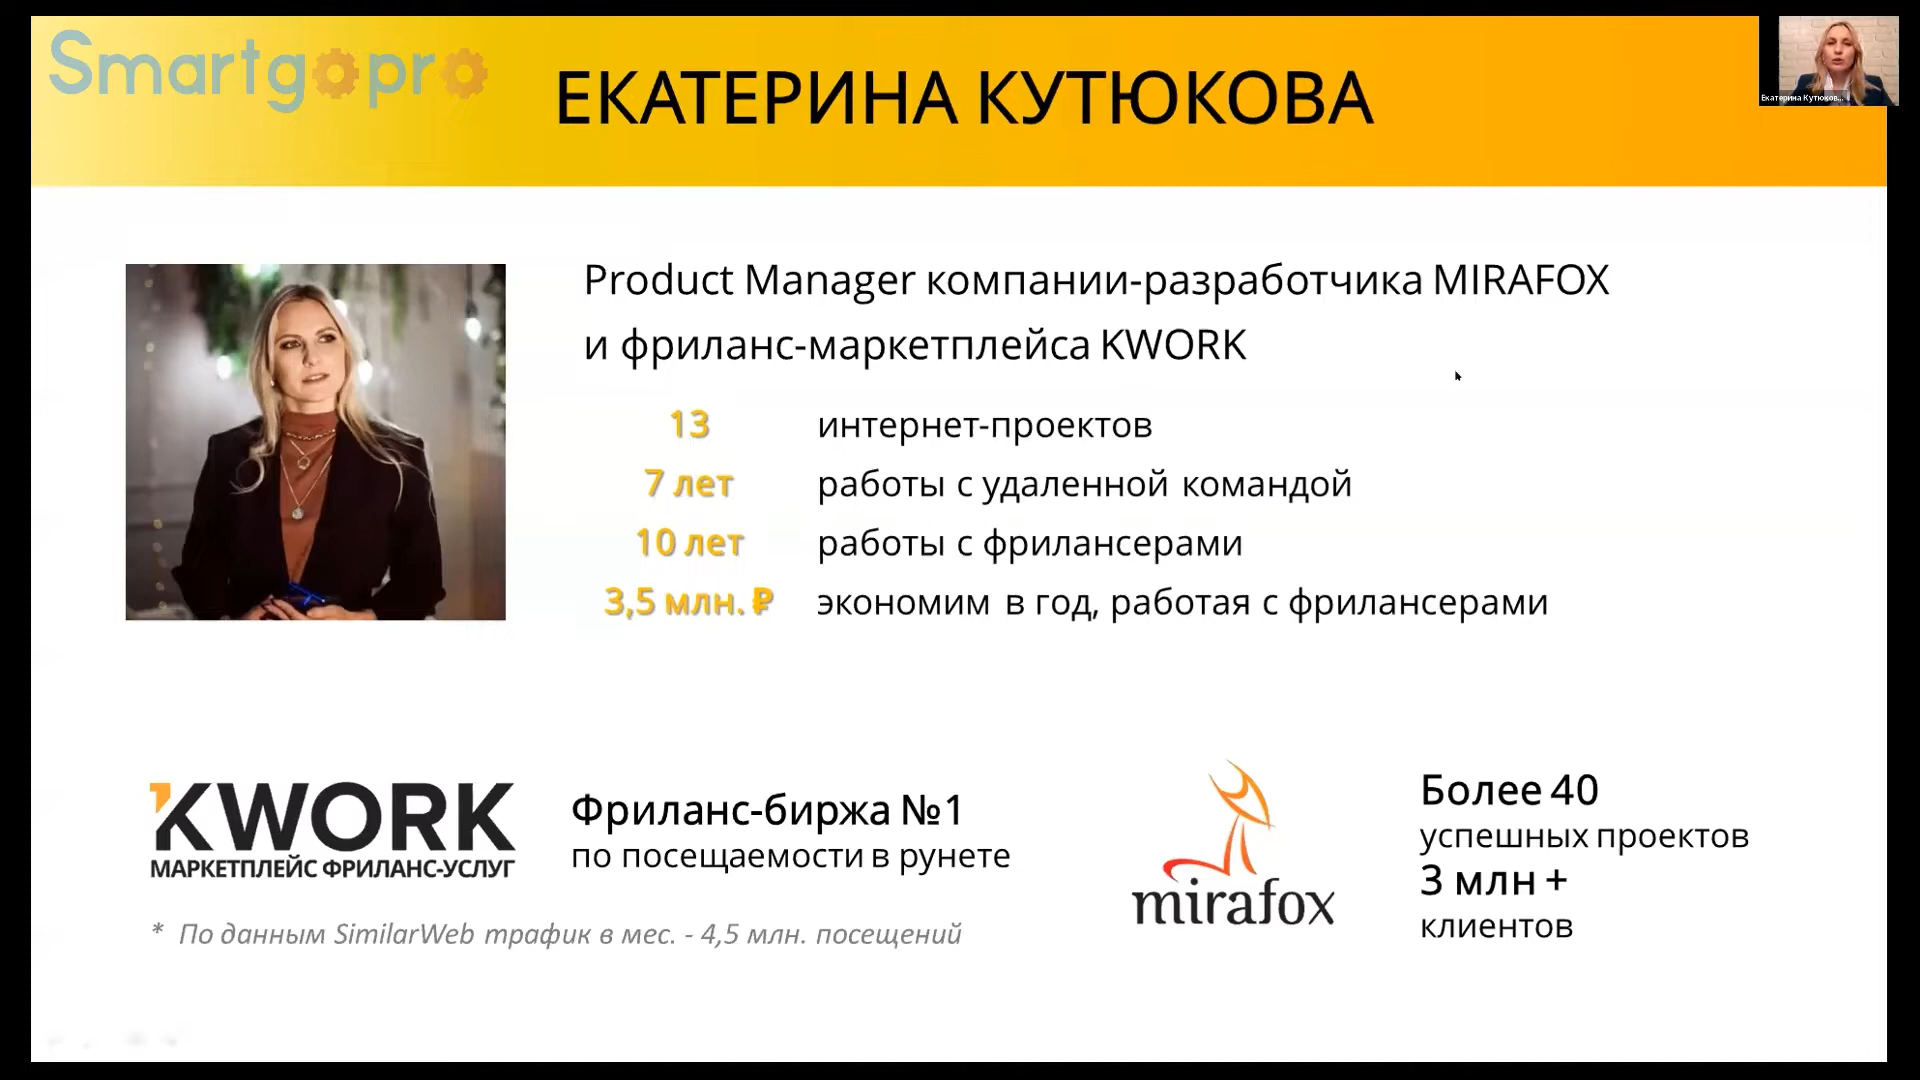 Smartgopro
ЕКАТЕРИНА КУТЮКОВА
Екатерина Кутюков...
Product Manager компании-разработчика MIRAFOX
и фриланс-маркетплейса KWORK
13 интернет-проектов
7 лет работы с удаленной командой
10 лет работы с фрилансерами
3,5 млн. ₽ экономим в год, работая с фрилансерами
KWORK
МАРКЕТПЛЕЙС ФРИЛАНС-УСЛУГ
Фриланс-биржа №1
по посещаемости в рунете
* По данным SimilarWeb трафик в мес. - 4,5 млн. посещений
mirafox
Более 40
успешных проектов
3 млн +
клиентов